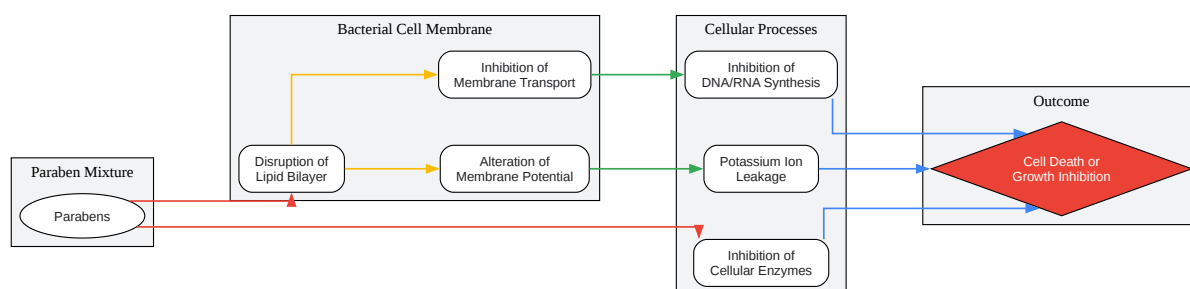 Bacterial Cell Membrane
Cellular Processes
Inhibition of
Membrane Transport
Inhibition of
DNA/RNA Synthesis
Outcome
Paraben Mixture
Disruption of
Lipid Bilayer
Alteration of
Membrane Potential
Potassium Ion
Leakage
Cell Death or
Growth Inhibition
Parabens
Inhibition of
Cellular Enzymes